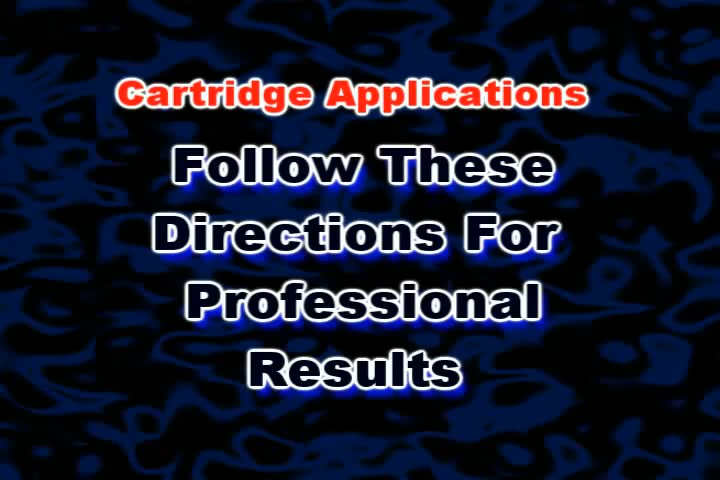 Cartridge Applications
Follow These
Directions For
Professional
Results